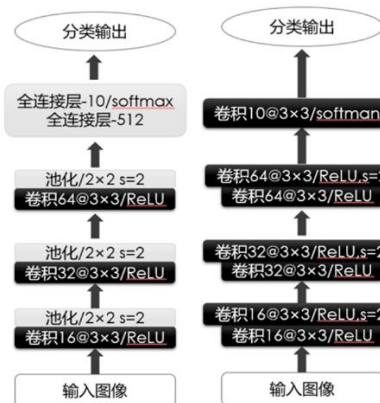 分类输出
全连接层-10/softmax
全连接层-512
池化/2×2 s=2
卷积64@3×3/ReLU
池化/2×2 s=2
卷积32@3×3/ReLU
池化/2×2 s=2
卷积16@3×3/ReLU
输入图像
分类输出
卷积10@3×3/softman
卷积64@3×3/ReLU,s=2
卷积64@3×3/ReLU
卷积32@3×3/ReLU,s=2
卷积32@3×3/ReLU
卷积16@3×3/ReLU,s=2
卷积16@3×3/ReLU
输入图像